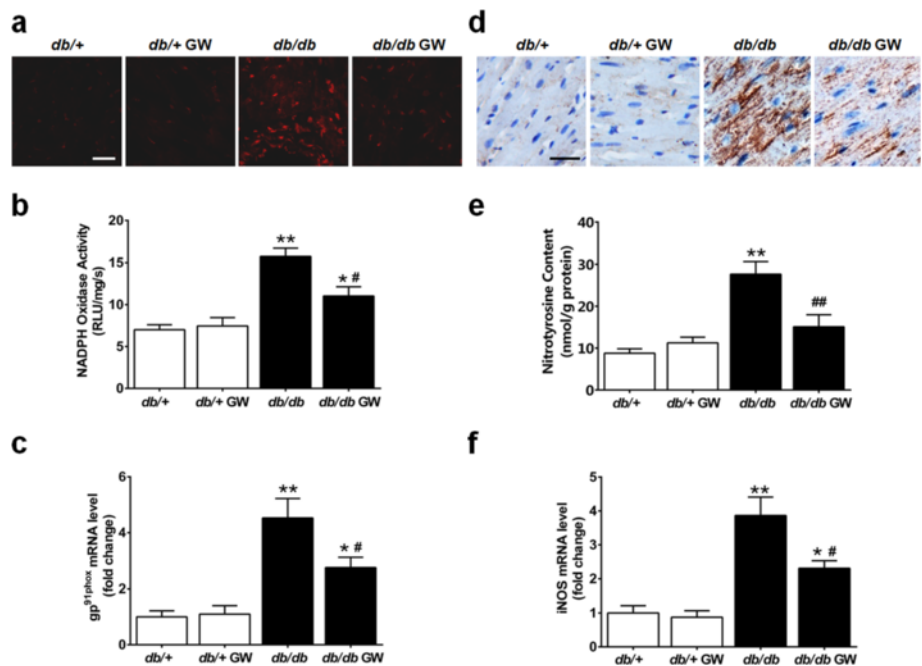 a
db/+ db/+ GW db/db db/db GW
b
NADPH Oxidase Activity
(RLU/mg/s)
20
15
10
5
0
**
* #
db/+ db/+ GW db/db db/db GW
c
gp91phox mRNA level
(fold change)
6
4
2
0
**
* #
db/+ db/+ GW db/db db/db GW
d
db/+ db/+ GW db/db db/db GW
e
Nitrotyrosine Content
(nmol/g protein)
40
30
20
10
0
**
##
db/+ db/+ GW db/db db/db GW
f
iNOS mRNA level
(fold change)
5
4
3
2
1
0
**
* #
db/+ db/+ GW db/db db/db GW